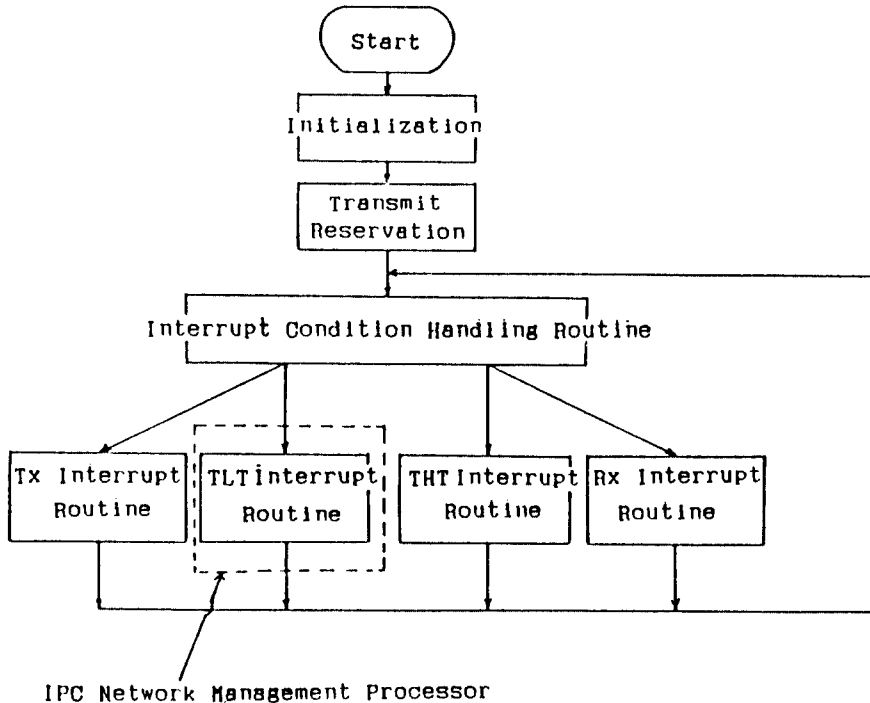 Start
Initialization
Transmit
Reservation
Interrupt Condition Handling Routine
Tx Interrupt
Routine
TLT Interrupt
Routine
THT Interrupt
Routine
Rx Interrupt
Routine
IPC Network Management Processor